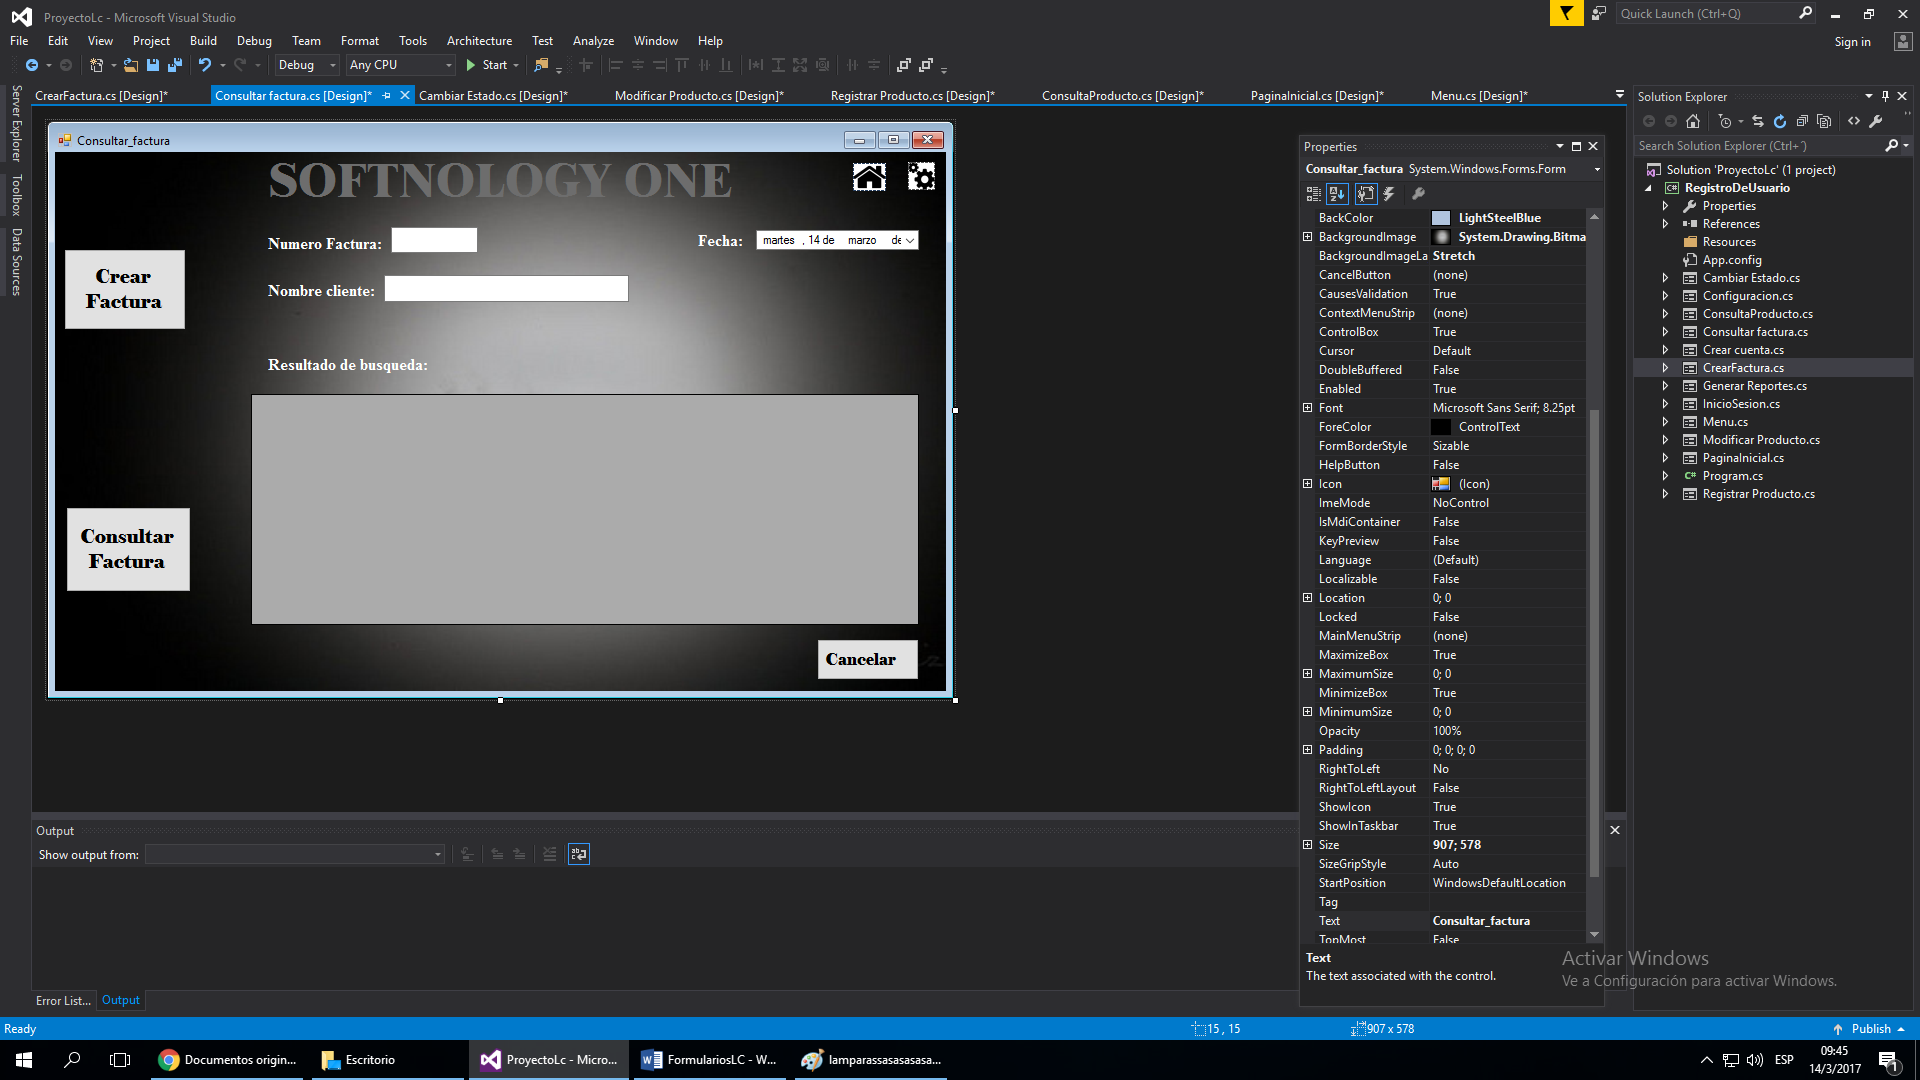 ProyectoLc - Microsoft Visual Studio
Quick Launch (Ctrl+Q)
File Edit View Project Build Debug Team Format Tools Architecture Test Analyze Window Help
Sign in
Debug Any CPU Start
Server Explorer
Toolbox
Data Sources
CrearFactura.cs [Design]* Consultar factura.cs [Design]* Cambiar Estado.cs [Design]* Modificar Producto.cs [Design]* Registrar Producto.cs [Design]* ConsultaProducto.cs [Design]* PaginaInicial.cs [Design]* Menu.cs [Design]*
Consultar_factura
SOFTNOLOGY ONE
Numero Factura:
Fecha: martes , 14 de marzo de
Nombre cliente:
Crear
Factura
Resultado de busqueda:
Consultar
Factura
Cancelar
Properties
Consultar_factura System.Windows.Forms.Form
BackColor LightSteelBlue
BackgroundImage System.Drawing.Bitma
BackgroundImageLa Stretch
CancelButton (none)
CausesValidation True
ContextMenuStrip (none)
ControlBox True
Cursor Default
DoubleBuffered False
Enabled True
Font Microsoft Sans Serif; 8.25pt
ForeColor ControlText
FormBorderStyle Sizable
HelpButton False
Icon (Icon)
ImeMode NoControl
IsMdiContainer False
KeyPreview False
Language (Default)
Localizable False
Location 0; 0
Locked False
MainMenuStrip (none)
MaximizeBox True
MaximumSize 0; 0
MinimizeBox True
MinimumSize 0; 0
Opacity 100%
Padding 0; 0; 0; 0
RightToLeft No
RightToLeftLayout False
ShowIcon True
ShowInTaskbar True
Size 907; 578
SizeGripStyle Auto
StartPosition WindowsDefaultLocation
Tag
Text Consultar_factura
TopMost False
Text
The text associated with the control.
Solution Explorer
Search Solution Explorer (Ctrl+´)
Solution 'ProyectoLc' (1 project)
RegistroDeUsuario
Properties
References
Resources
App.config
Cambiar Estado.cs
Configuracion.cs
ConsultaProducto.cs
Consultar factura.cs
Crear cuenta.cs
CrearFactura.cs
Generar Reportes.cs
InicioSesion.cs
Menu.cs
Modificar Producto.cs
PaginaInicial.cs
Program.cs
Registrar Producto.cs
Output
Show output from:
Error List... Output
Activar Windows
Ve a Configuración para activar Windows.
Ready 15 , 15 907 x 578 Publish
Documentos origin... Escritorio ProyectoLc - Micro... FormulariosLC - W... lamparassasasasasa... ESP
09:45
14/3/2017
1